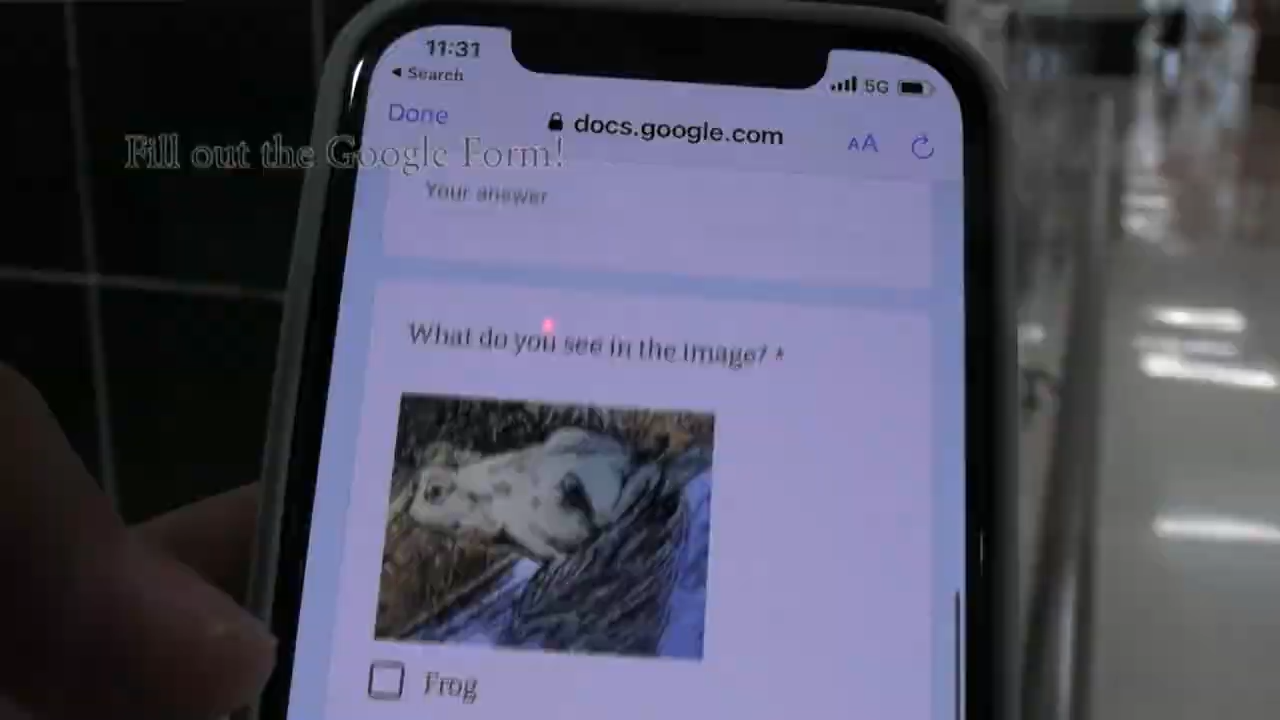 11:31
◂ Search
5G
Done
docs.google.com
AA
Fill out the Google Form!
Your answer
What do you see in the image? *
Frog